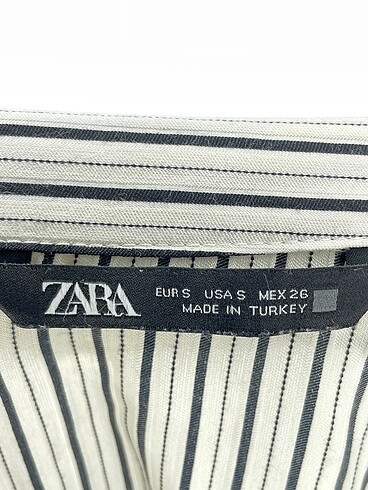 ZARA
EUR S USA S MEX 26
MADE IN TURKEY